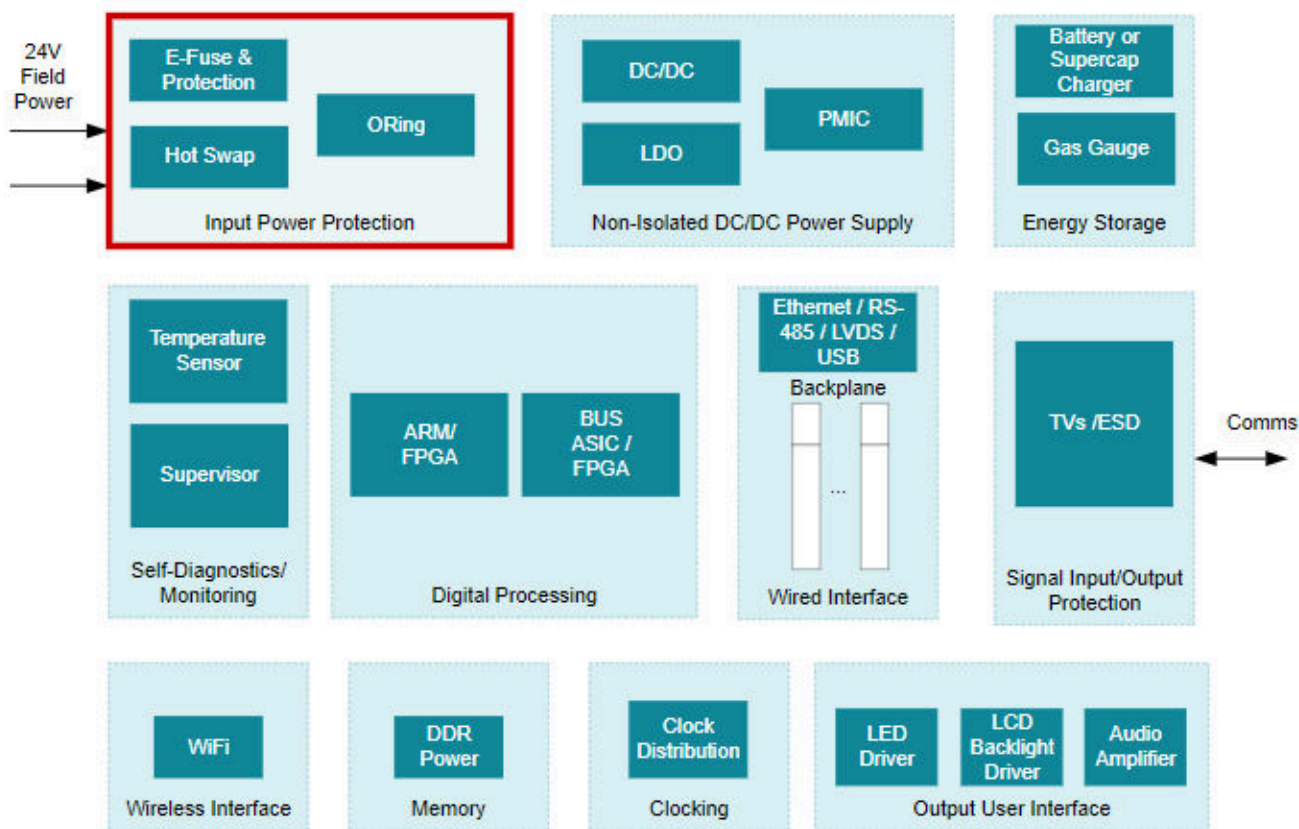 24V
Field
Power
E-Fuse &
Protection
Hot Swap
ORing
Input Power Protection
DC/DC
LDO
PMIC
Non-Isolated DC/DC Power Supply
Battery or
Supercap
Charger
Gas Gauge
Energy Storage
Temperature
Sensor
Supervisor
Self-Diagnostics/
Monitoring
ARM/
FPGA
BUS
ASIC /
FPGA
Digital Processing
Ethernet / RS-
485 / LVDS /
USB
Backplane
...
Wired Interface
TVs /ESD
Signal Input/Output
Protection
Comms
WiFi
Wireless Interface
DDR
Power
Memory
Clock
Distribution
Clocking
LED
Driver
LCD
Backlight
Driver
Audio
Amplifier
Output User Interface